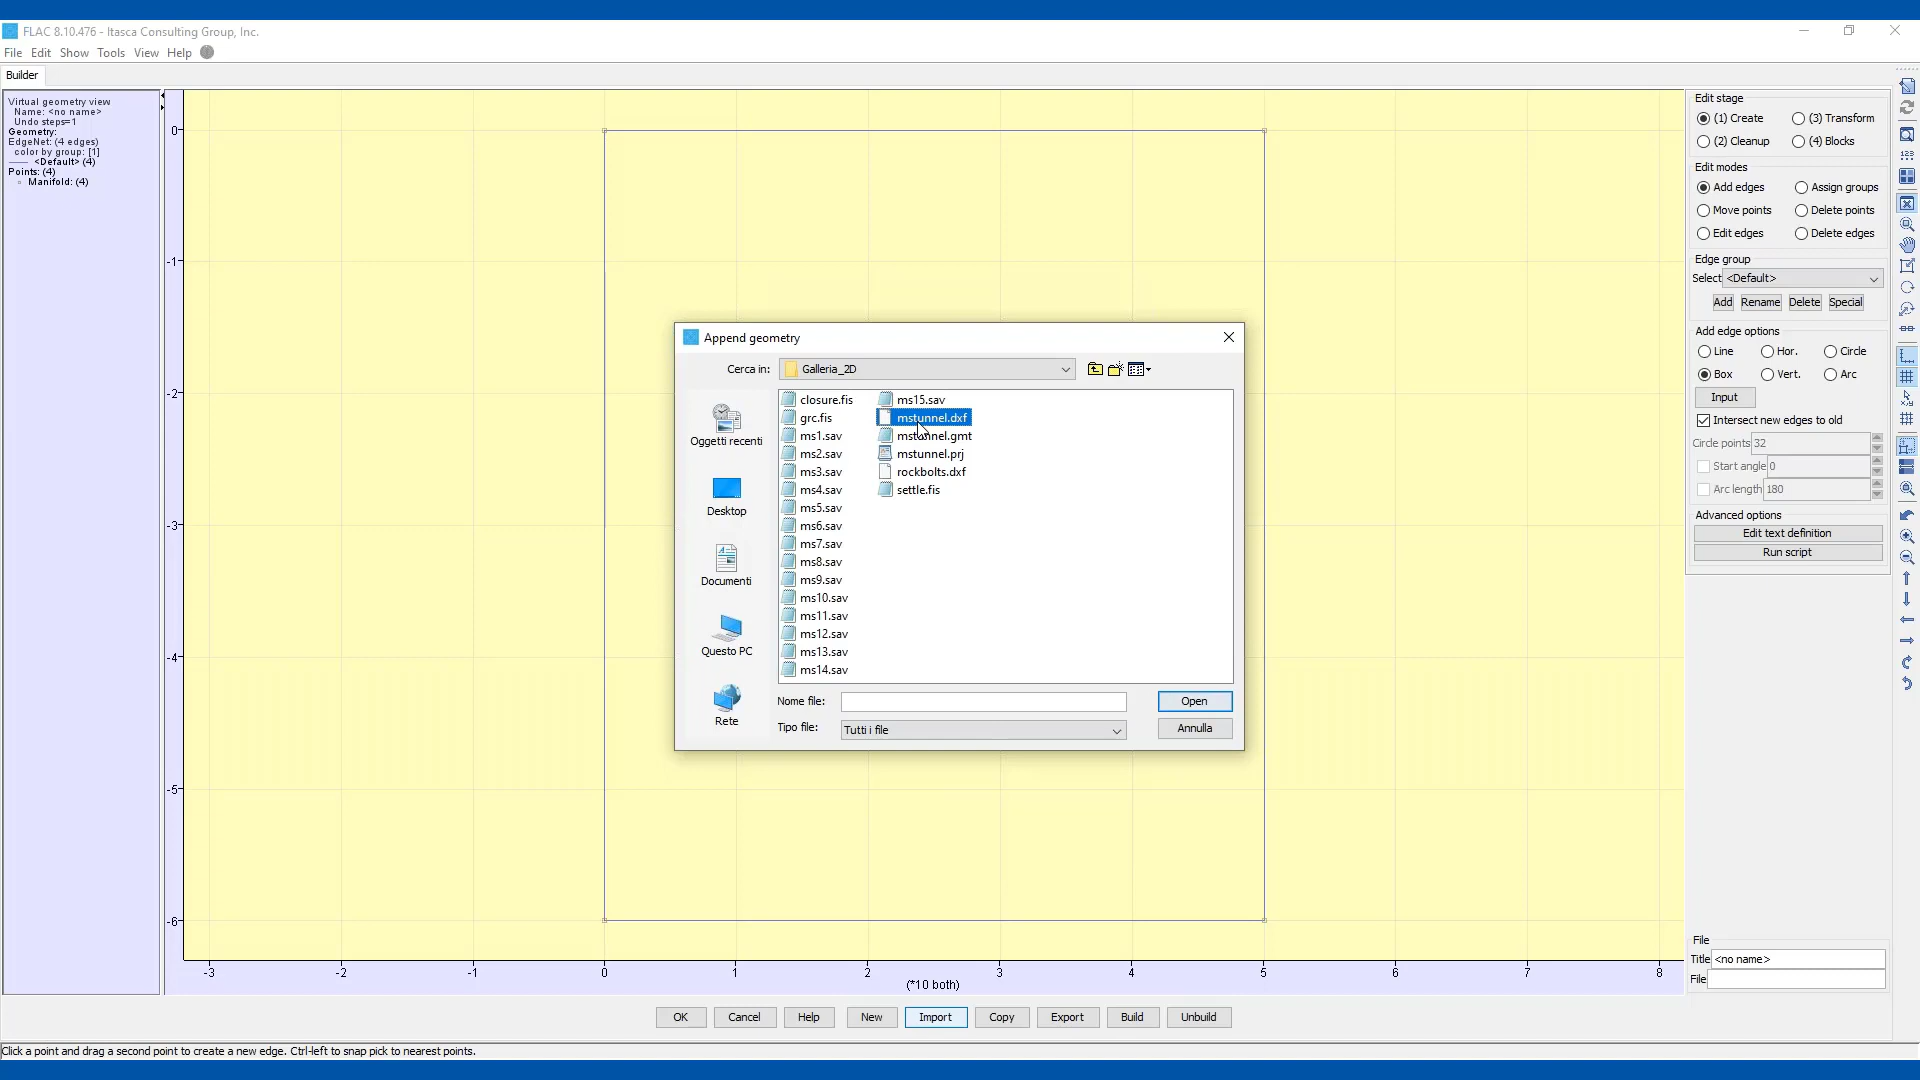 FLAC 8.10.476 - Itasca Consulting Group, Inc.
File Edit Show Tools View Help
Builder
Virtual geometry view
Name: <no name>
Undo steps=1
Geometry:
EdgeNet: (4 edges)
color by group: [1]
<Default> (4)
Points: (4)
Manifold: (4)
0
-1
-2
-3
-4
-5
-6
-3 -2 -1 0 1 2 3 4 5 6 7 8
(*10 both)
Append geometry
Cerca in: Galleria_2D
Oggetti recenti
Desktop
Documenti
Questo PC
Rete
closure.fis
grc.fis
ms1.sav
ms2.sav
ms3.sav
ms4.sav
ms5.sav
ms6.sav
ms7.sav
ms8.sav
ms9.sav
ms10.sav
ms11.sav
ms12.sav
ms13.sav
ms14.sav
ms15.sav
mstunnel.dxf
mstunnel.gmt
mstunnel.prj
rockbolts.dxf
settle.fis
Nome file: Open
Tipo file: Tutti i file Annulla
Edit stage
(1) Create (3) Transform
(2) Cleanup (4) Blocks
Edit modes
Add edges Assign groups
Move points Delete points
Edit edges Delete edges
Edge group
Select <Default>
Add Rename Delete Special
Add edge options
Line Hor. Circle
Box Vert. Arc
Input
Intersect new edges to old
Circle points 32
Start angle 0
Arc length 180
Advanced options
Edit text definition
Run script
File
Title <no name>
File
123
OK Cancel Help New Import Copy Export Build Unbuild
Click a point and drag a second point to create a new edge. Ctrl-left to snap pick to nearest points.